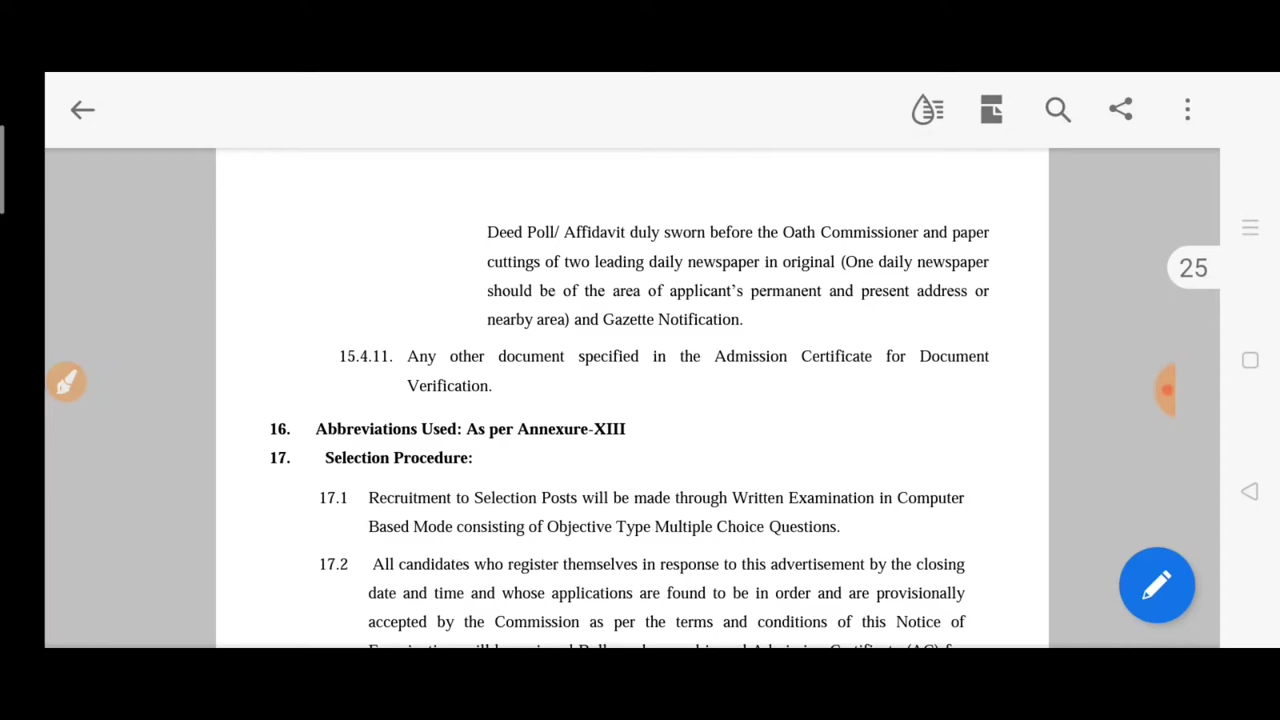 25
Deed Poll/ Affidavit duly sworn before the Oath Commissioner and paper
cuttings of two leading daily newspaper in original (One daily newspaper
should be of the area of applicant's permanent and present address or
nearby area) and Gazette Notification.
15.4.11. Any other document specified in the Admission Certificate for Document
Verification.
16. Abbreviations Used: As per Annexure-XIII
17. Selection Procedure:
17.1 Recruitment to Selection Posts will be made through Written Examination in Computer
Based Mode consisting of Objective Type Multiple Choice Questions.
17.2 All candidates who register themselves in response to this advertisement by the closing
date and time and whose applications are found to be in order and are provisionally
accepted by the Commission as per the terms and conditions of this Notice of